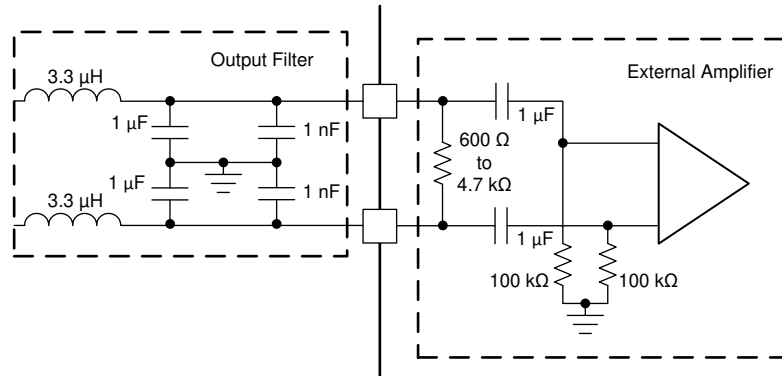 Output Filter
3.3 µH
1 µF
1 nF
1 µF
1 nF
3.3 µH
External Amplifier
1 µF
600 Ω
to
4.7 kΩ
1 µF
100 kΩ
100 kΩ